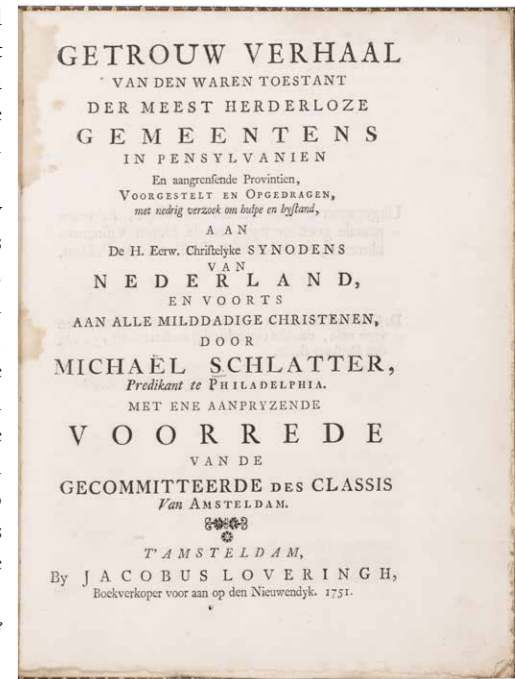 GETROUW VERHAAL
VAN DEN WAREN TOESTANT
DER MEEST HERDERLOZE
GEMEENTENS
IN PENSYLVANIEN
En aangrensende Provintien,
VOORGESTELT EN OPGEDRAGEN,
met nedrig verzoek om hulpe en byſtand,
AAN
De H. Eerw. Chriſtelyke SYNODENS
VAN
NEDERLAND,
EN VOORTS
AAN ALLE MILDDADIGE CHRISTENEN,
DOOR
MICHAËL SCHLATTER,
Predikant te PHILADELPHIA.
MET ENE AANPRYZENDE
VOORREDE
VAN DE
GECOMMITTEERDE DES CLASSIS
Van AMSTELDAM.
T'AMSTELDAM,
By JACOBUS LOVERINGH,
Boekverkoper voor aan op den Nieuwendyk. 1751.